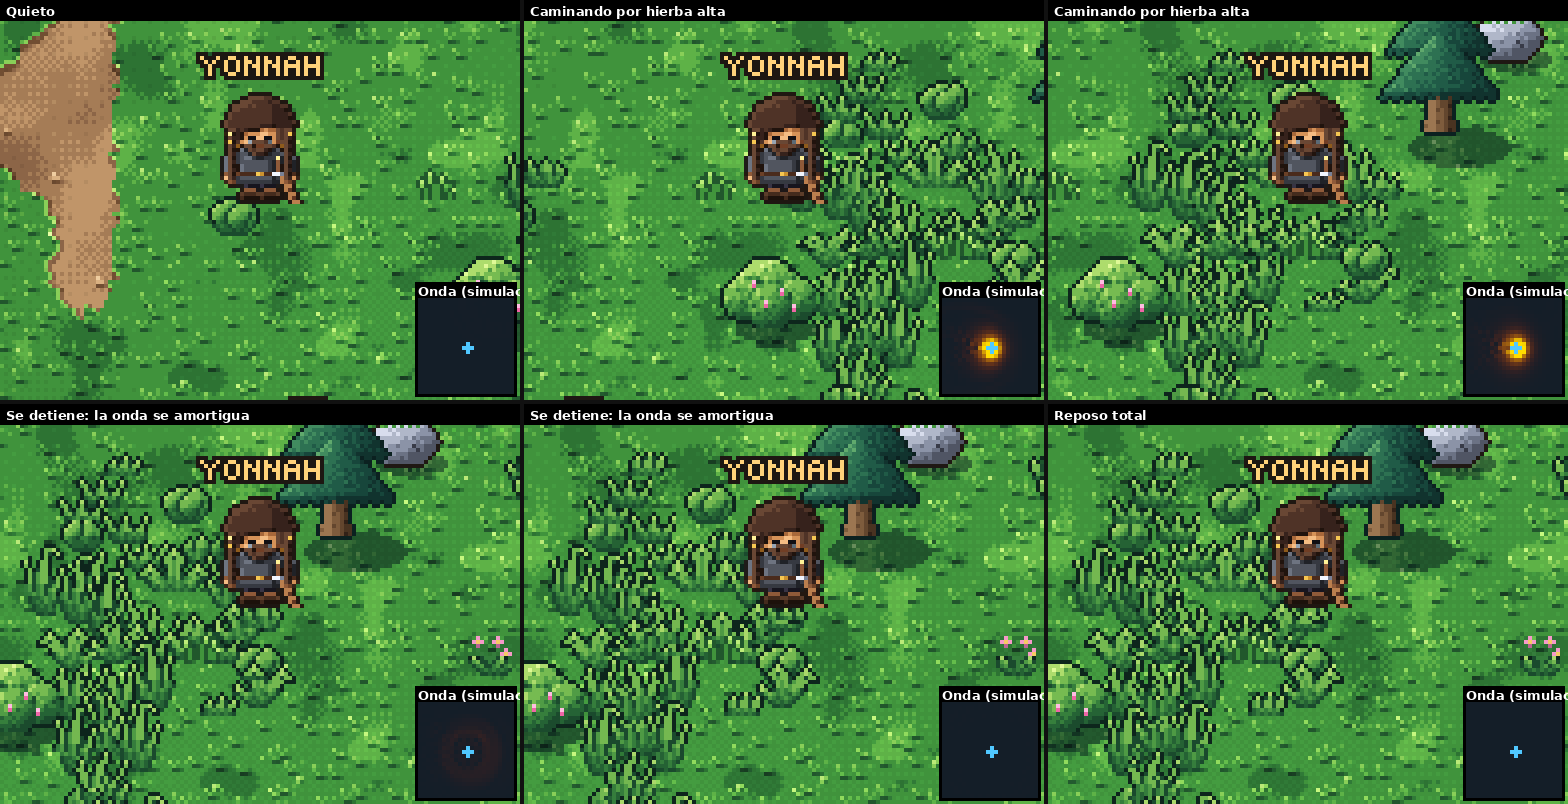 Quieto
Caminando por hierba alta
Caminando por hierba alta
YONNAH
YONNAH
YONNAH
Onda (simulac
Onda (simulac
Onda (simulac
Se detiene: la onda se amortigua
Se detiene: la onda se amortigua
Reposo total
YONNAH
YONNAH
YONNAH
Onda (simulac
Onda (simulac
Onda (simulac